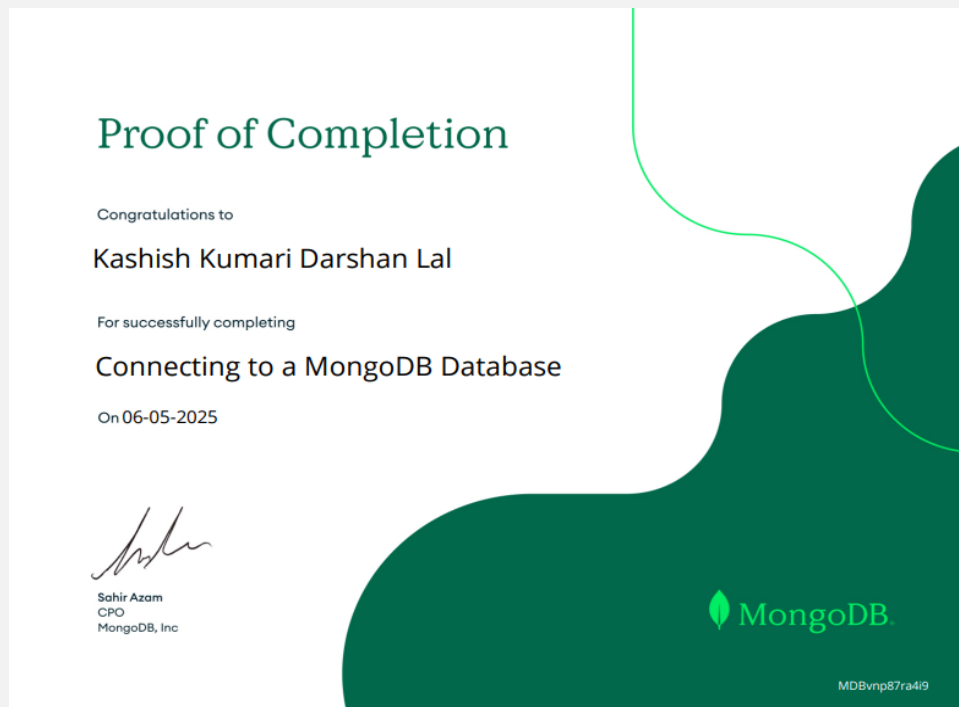 Proof of Completion
Congratulations to
Kashish Kumari Darshan Lal
For successfully completing
Connecting to a MongoDB Database
On 06-05-2025
Sahir Azam
CPO
MongoDB, Inc
MongoDB.
MDBvnp87ra4i9